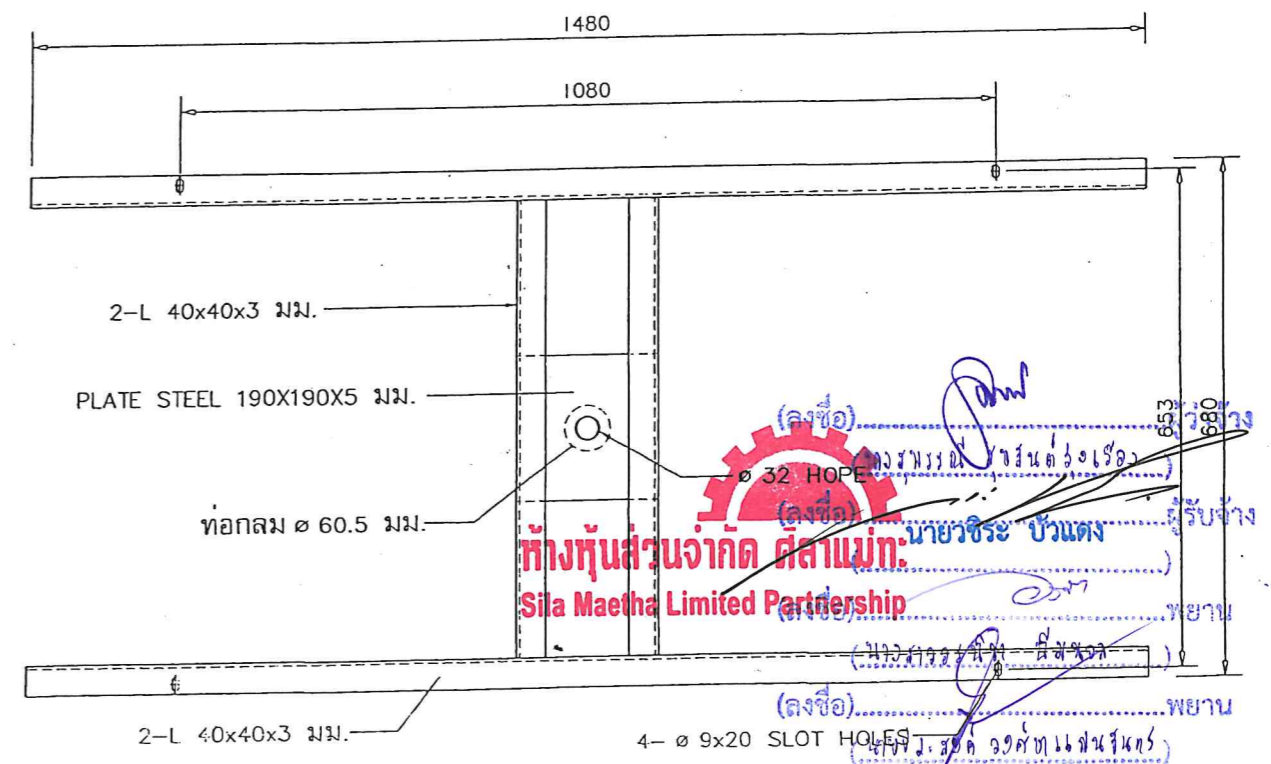 1480
1080
2-L 40x40x3 มม.
PLATE STEEL 190X190X5 มม.
ø 32 HOPE
ท่อกลม ø 60.5 มม.
653
680
(ลงชื่อ)
ผู้ว่าจ้าง
(ลงชื่อ)
ผู้รับจ้าง
นายวชิระ บัวแดง
ห้างหุ้นส่วนจำกัด ศิลาแม่ทะ
Sila Maetha Limited Partnership
(ลงชื่อ)
พยาน
(ลงชื่อ)
พยาน
2-L 40x40x3 มม.
4- ø 9x20 SLOT HOLES